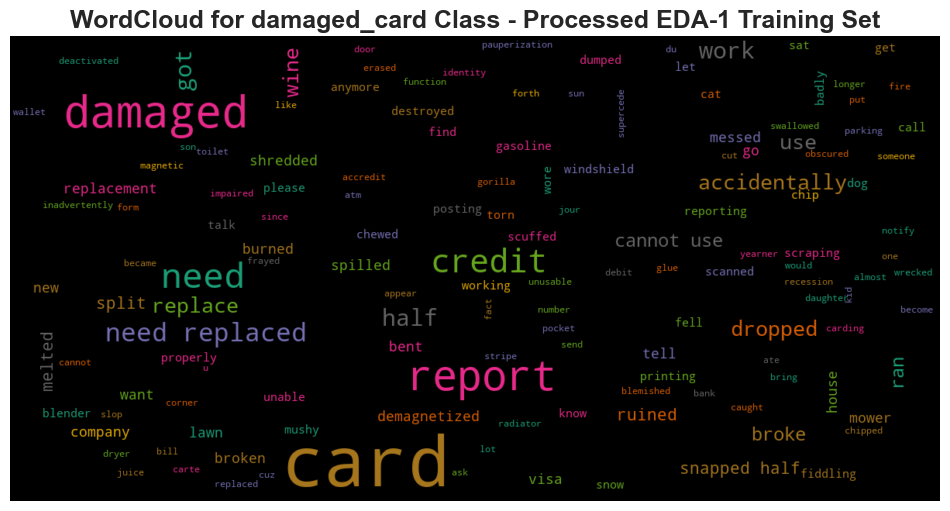 WordCloud for damaged_card Class - Processed EDA-1 Training Set
door pauperization du sat get
deactivated got wine erased identity dumped let work badly longer fire
anymore function
wallet damaged like destroyed forth sun supercede cat put
find swallowed parking call
son toilet gasoline messed use
magnetic shredded windshield cut go obscured someone
replacement impaired please accredit gorilla wore accidentally dog
atm chip
inadvertently form since posting torn jour reporting notify
talk
burned chewed scuffed cannot use yearner scraping one
became frayed spilled credit debit glue scanned would almost wrecked
need working unusable recession
new split replace appear fact number daughter kid become
half pocket fell dropped carding
need replaced stripe
melted properly bent send tell ate ran
cannot u report printing bring
want unable blemished bank house
blender slop corner demagnetized know ruined caught mower
company lawn mushy radiator broke chipped
dryer bill broken card lot snapped half fiddling
juice carte cuz ask visa
replaced snow